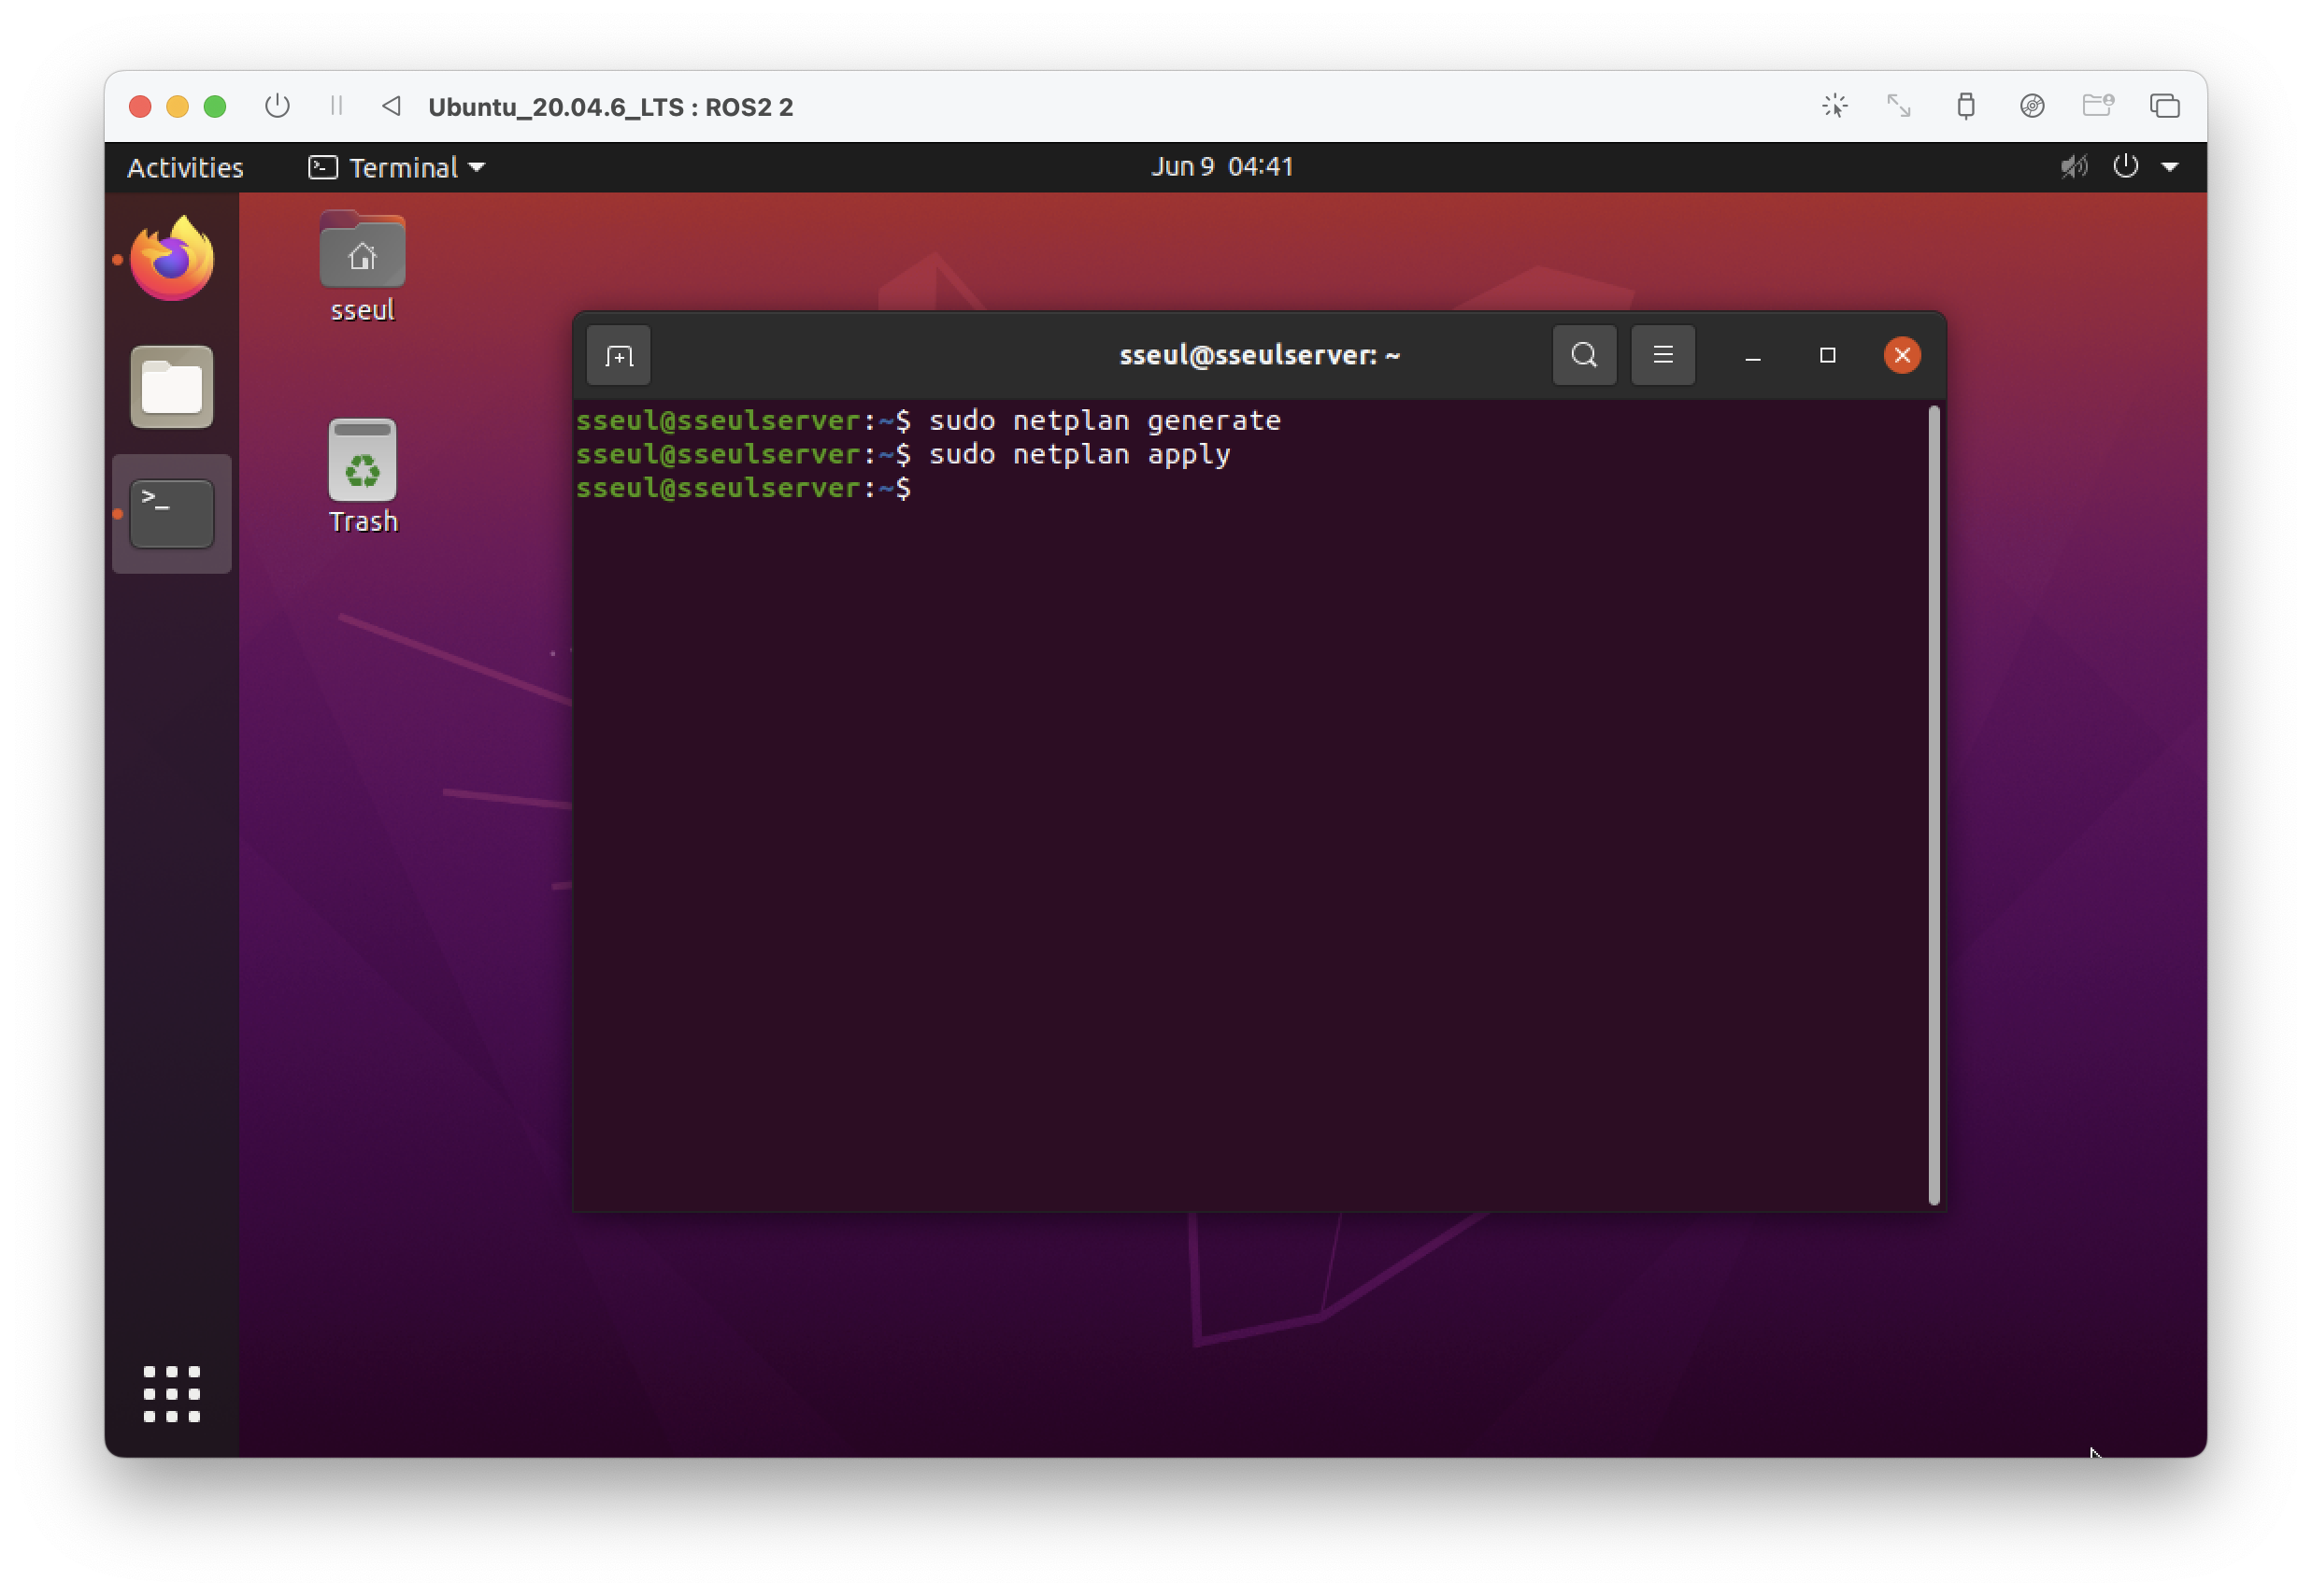 Ubuntu_20.04.6_LTS : ROS2 2
Activities
Terminal
Jun 9 04:41
sseul
Trash
sseul@sseulserver: ~
sseul@sseulserver:~$ sudo netplan generate
sseul@sseulserver:~$ sudo netplan apply
sseul@sseulserver:~$